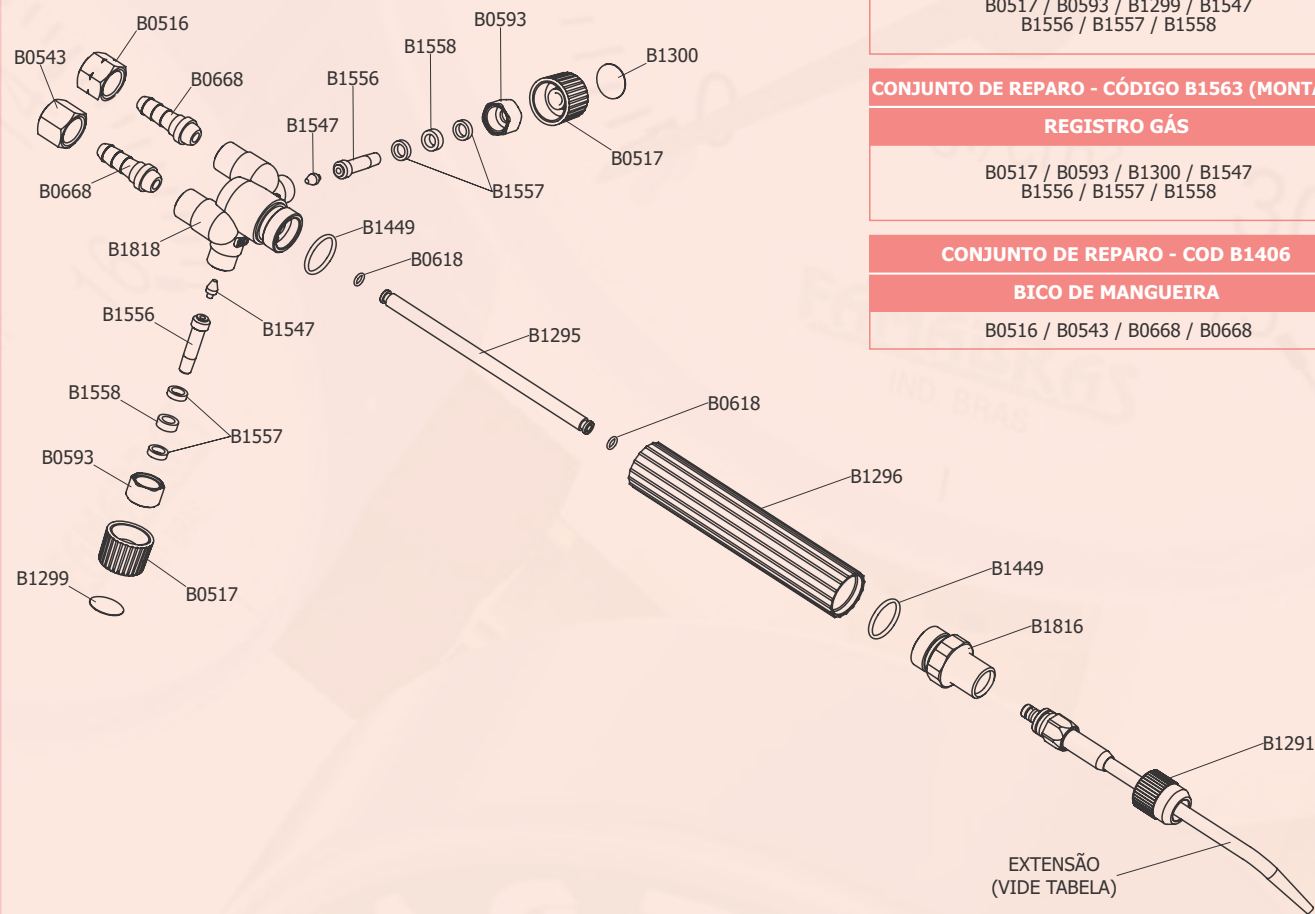 B0516
B0543
B0668
B0668
B1818
B1556
B1547
B1558
B0593
B1300
B0517
B1557
B1449
B0618
B1295
B1547
B1556
B1558
B1557
B0593
B0517
B1299
B0618
B1296
B1449
B1816
B1291
EXTENSÃO
(VIDE TABELA)
B0517 / B0593 / B1299 / B1547
B1556 / B1557 / B1558
CONJUNTO DE REPARO - CÓDIGO B1563
REGISTRO GÁS
B0517 / B0593 / B1300 / B1547
B1556 / B1557 / B1558
CONJUNTO DE REPARO - COD B1406
BICO DE MANGUEIRA
B0516 / B0543 / B0668 / B0668
IND. BRAS